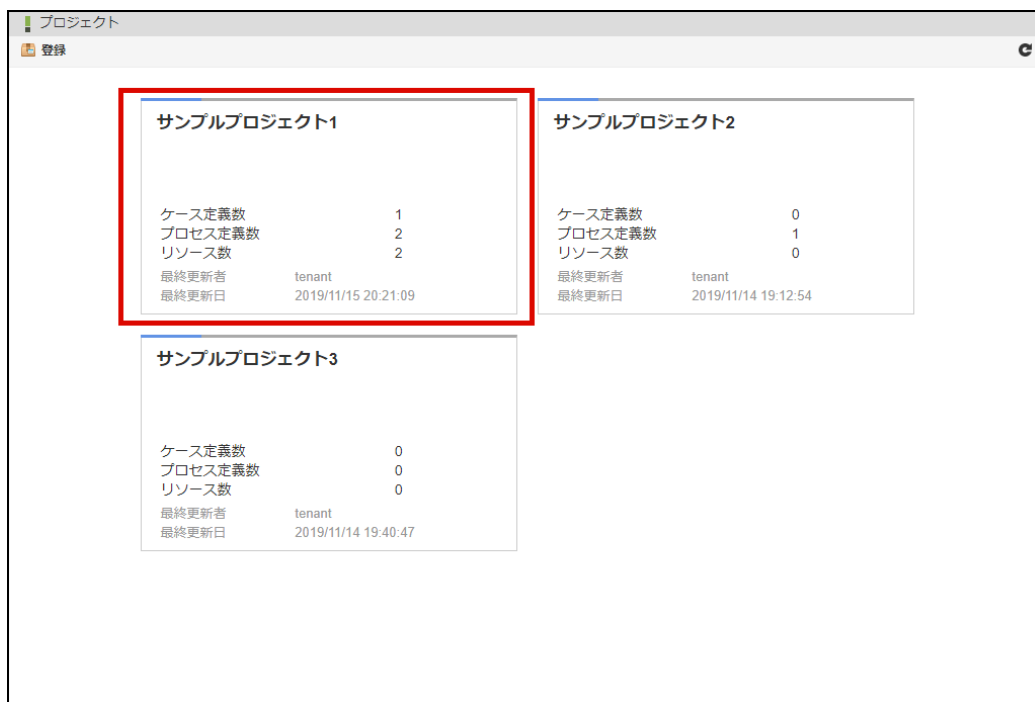 プロジェクト
登録
サンプルプロジェクト1
ケース定義数 1
プロセス定義数 2
リソース数 2
最終更新者 tenant
最終更新日 2019/11/15 20:21:09
サンプルプロジェクト2
ケース定義数 0
プロセス定義数 1
リソース数 0
最終更新者 tenant
最終更新日 2019/11/14 19:12:54
サンプルプロジェクト3
ケース定義数 0
プロセス定義数 0
リソース数 0
最終更新者 tenant
最終更新日 2019/11/14 19:40:47